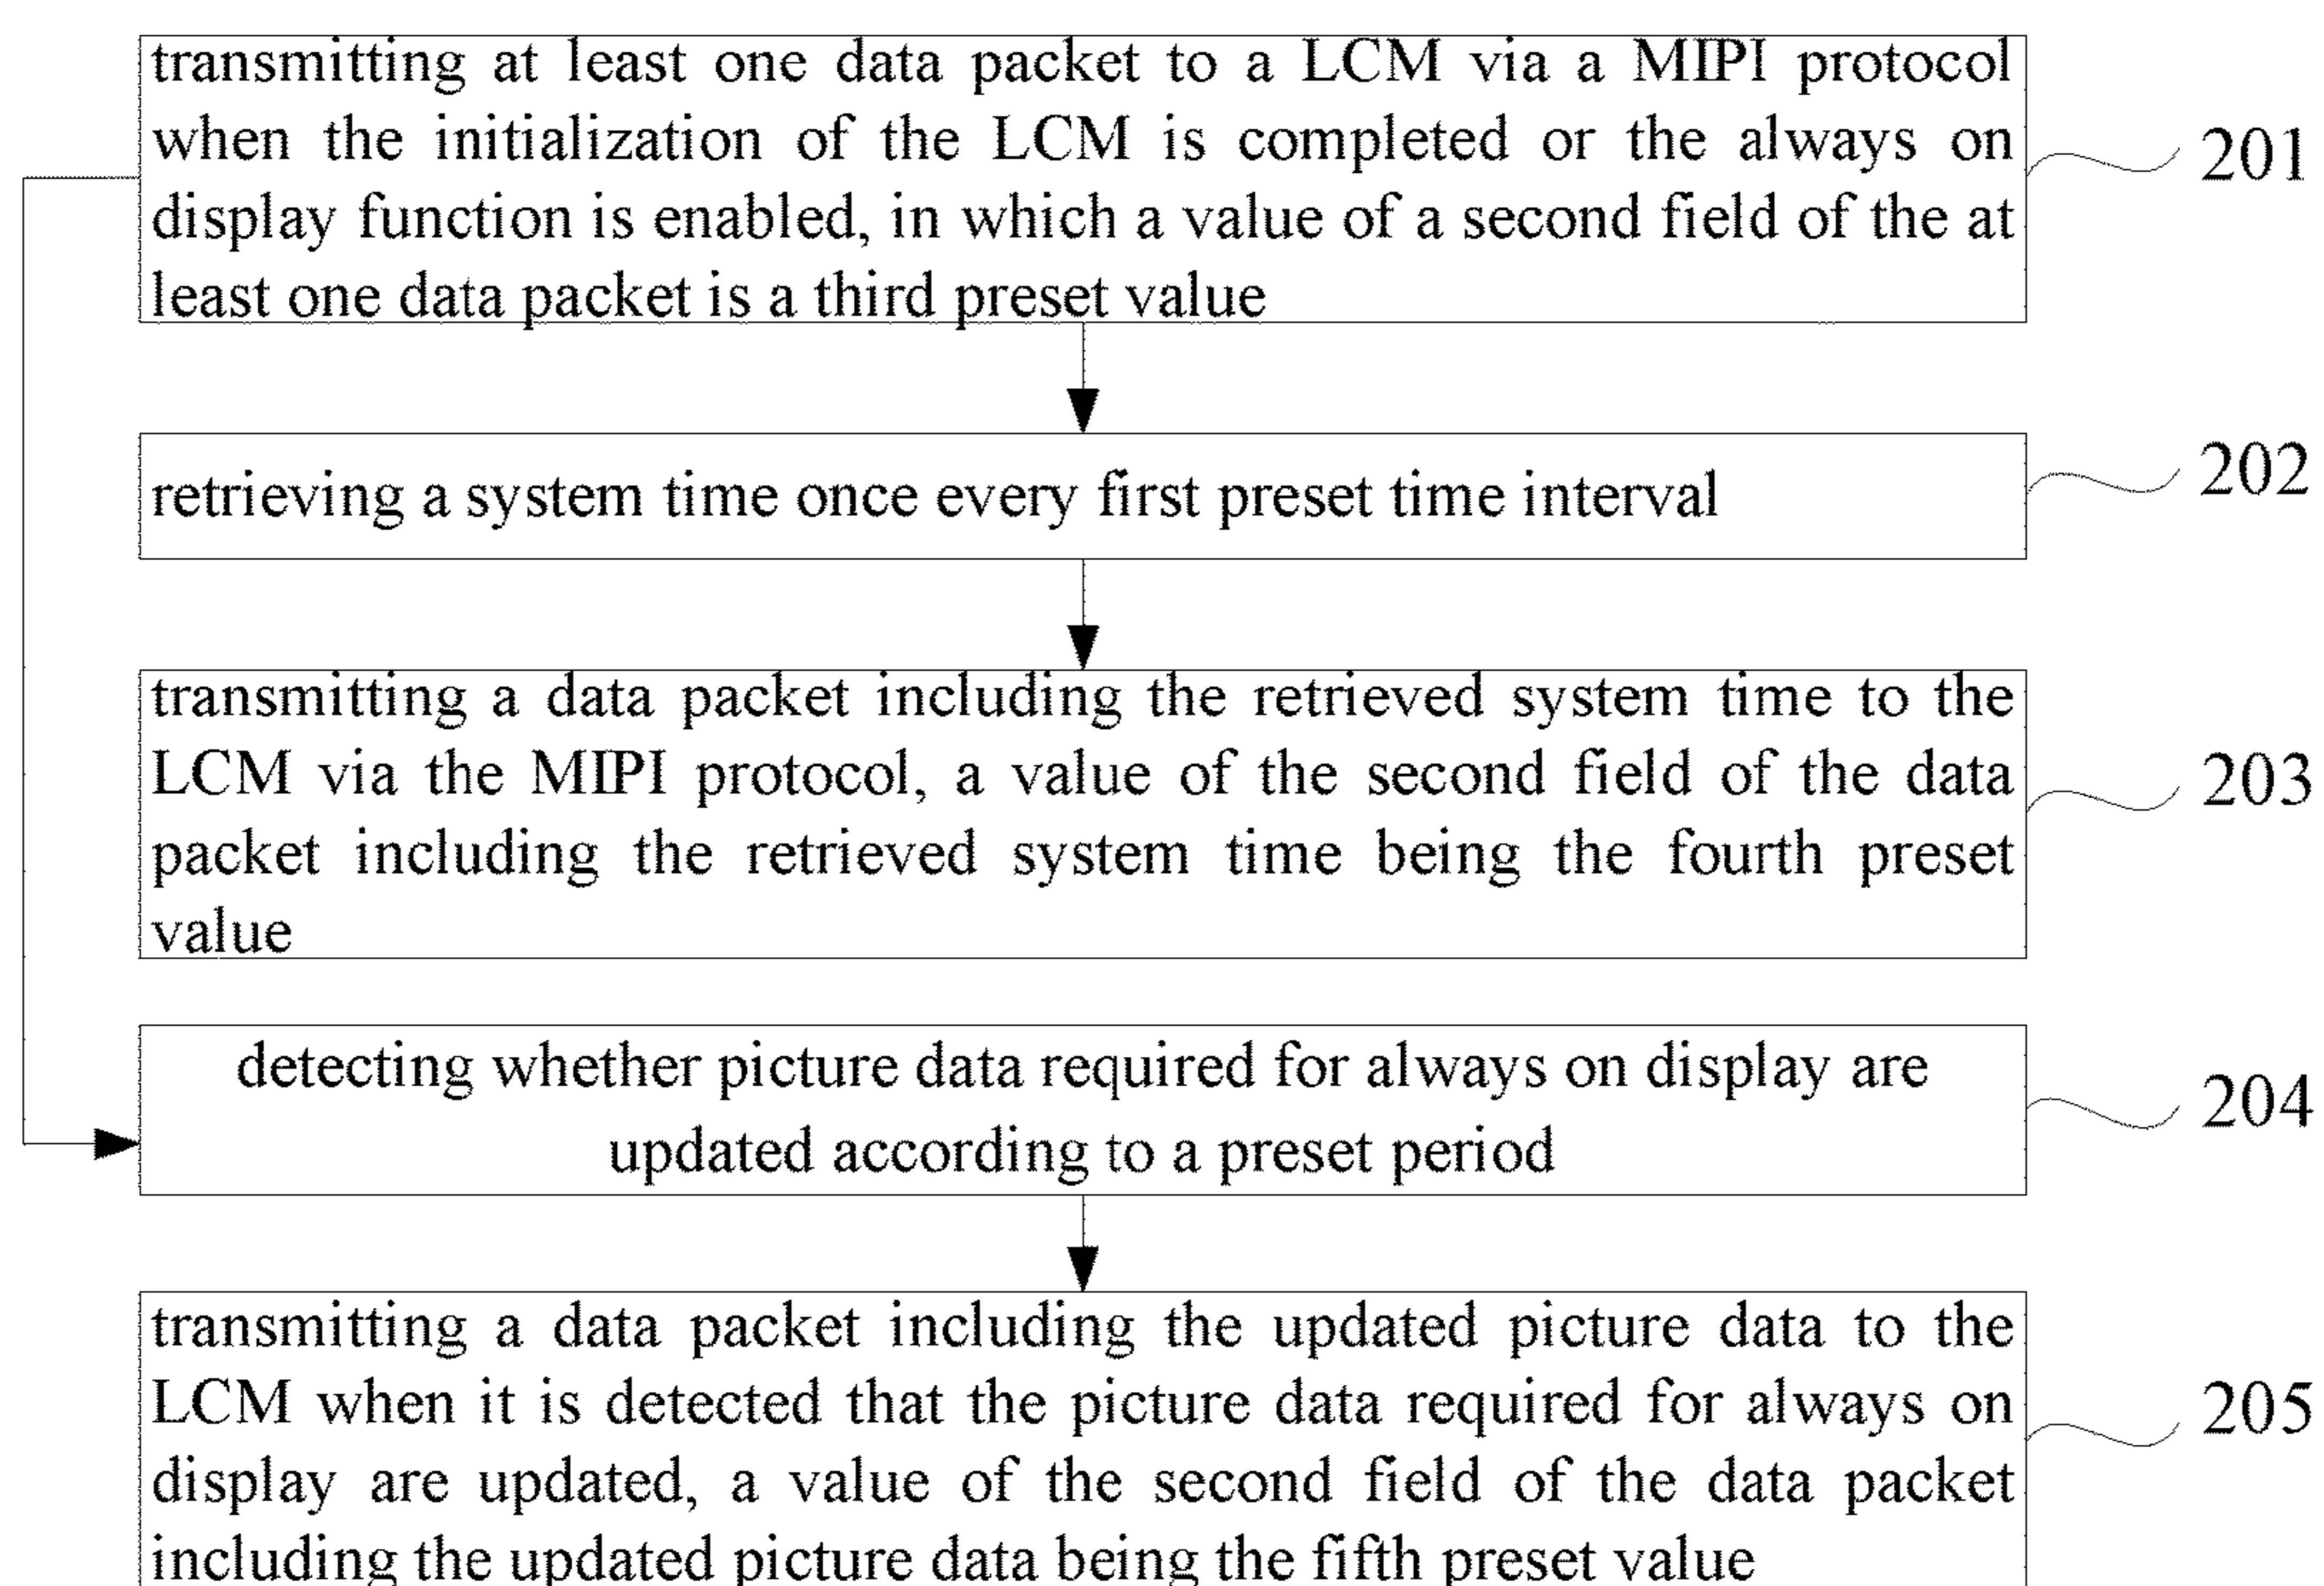 transmitting at least one data packet to a LCM via a MIPI protocol
when the initialization of the LCM is completed or the always on
display function is enabled, in which a value of a second field of the at
least one data packet is a third preset value
201
retrieving a system time once every first preset time interval
202
transmitting a data packet including the retrieved system time to the
LCM via the MIPI protocol, a value of the second field of the data
packet including the retrieved system time being the fourth preset
value
203
detecting whether picture data required for always on display are
updated according to a preset period
204
transmitting a data packet including the updated picture data to the
LCM when it is detected that the picture data required for always on
display are updated, a value of the second field of the data packet
including the updated picture data being the fifth preset value
205